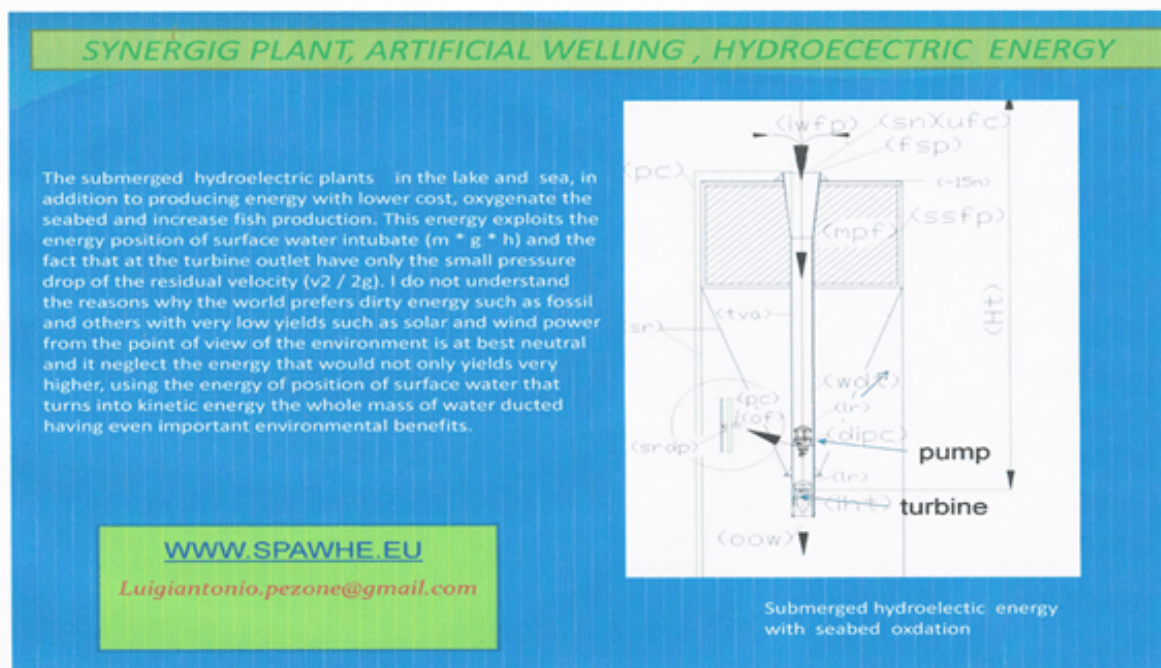 SYNERGIG PLANT, ARTIFICIAL WELLING , HYDROECECTRIC ENERGY
The submerged hydroelectric plants in the lake and sea, in
addition to producing energy with lower cost, oxygenate the
seabed and increase fish production. This energy exploits the
energy position of surface water intubate (m * g * h) and the
fact that at the turbine outlet have only the small pressure
drop of the residual velocity (v2 / 2g). I do not understand
the reasons why the world prefers dirty energy such as fossil
and others with very low yields such as solar and wind power
from the point of view of the environment is at best neutral
and it neglect the energy that would not only yields very
higher, using the energy of position of surface water that
turns into kinetic energy the whole mass of water ducted
having even important environmental benefits.
WWW.SPAWHE.EU
Luigiantonio.pezone@gmail.com
(iwfp)
(snXufc)
(fsp)
(pc)
(-15m)
(ssfp)
(mpf)
(Ht)
(tva)
sr)
(wdt)
(pc)
(lr)
(of)
(srdp)
(dipc)
pump
(lr)
(iht)
turbine
(oow)
Submerged hydroelectic energy
with seabed oxdation